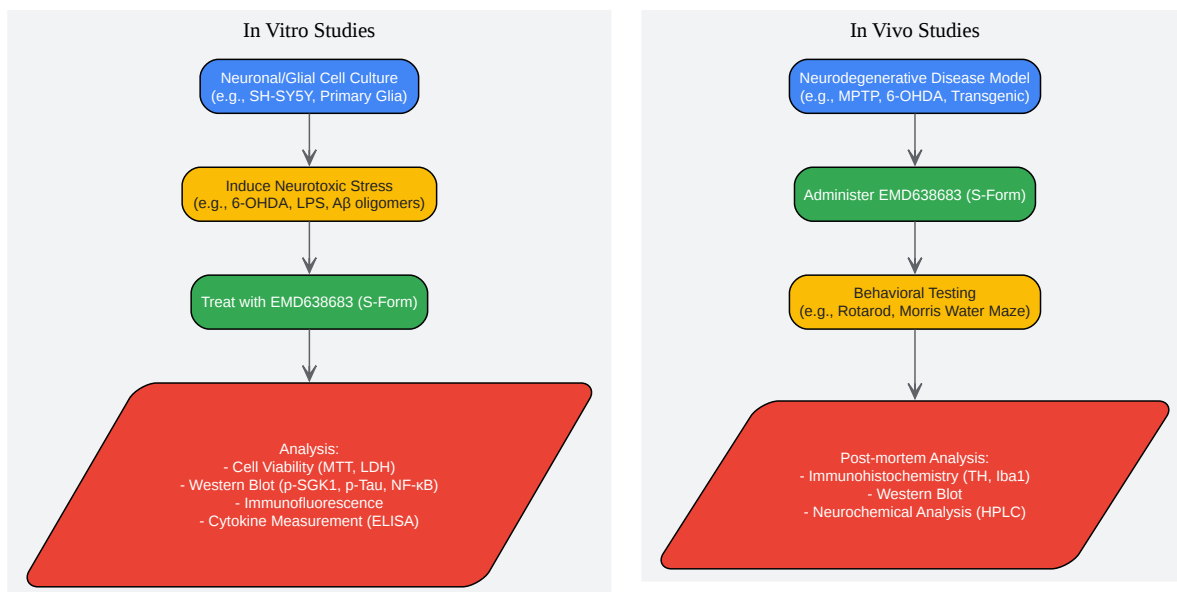 In Vitro Studies
Neuronal/Glial Cell Culture
(e.g., SH-SY5Y, Primary Glia)
Induce Neurotoxic Stress
(e.g., 6-OHDA, LPS, Aβ oligomers)
Treat with EMD638683 (S-Form)
Analysis:
- Cell Viability (MTT, LDH)
- Western Blot (p-SGK1, p-Tau, NF-κB)
- Immunofluorescence
- Cytokine Measurement (ELISA)
In Vivo Studies
Neurodegenerative Disease Model
(e.g., MPTP, 6-OHDA, Transgenic)
Administer EMD638683 (S-Form)
Behavioral Testing
(e.g., Rotarod, Morris Water Maze)
Post-mortem Analysis:
- Immunohistochemistry (TH, Iba1)
- Western Blot
- Neurochemical Analysis (HPLC)